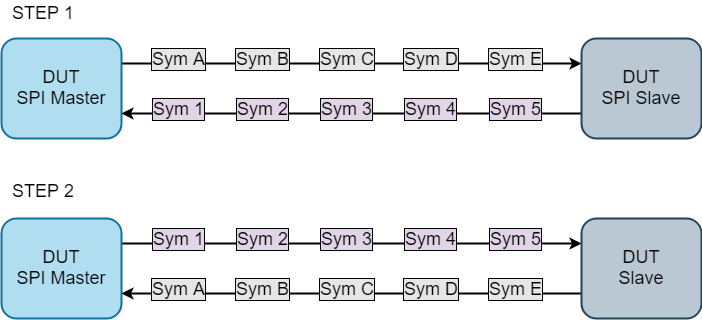 STEP 1
DUT
SPI Master
Sym A
Sym B
Sym C
Sym D
Sym E
Sym 1
Sym 2
Sym 3
Sym 4
Sym 5
DUT
SPI Slave
STEP 2
DUT
SPI Master
Sym 1
Sym 2
Sym 3
Sym 4
Sym 5
Sym A
Sym B
Sym C
Sym D
Sym E
DUT
Slave